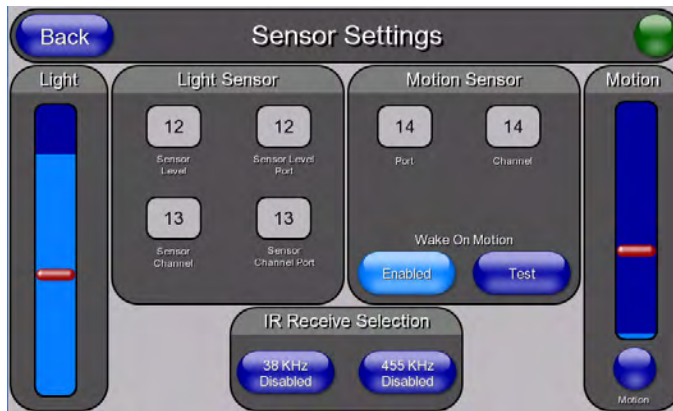 Back
Sensor Settings
Light
Light Sensor
12
12
Sensor
Level
Sensor Level
Port
13
13
Sensor
Channel
Sensor
Channel Port
Motion Sensor
14
14
Port
Channel
Wake On Motion
Enabled
Test
Motion
Motion
IR Receive Selection
38 KHz
Disabled
455 KHz
Disabled